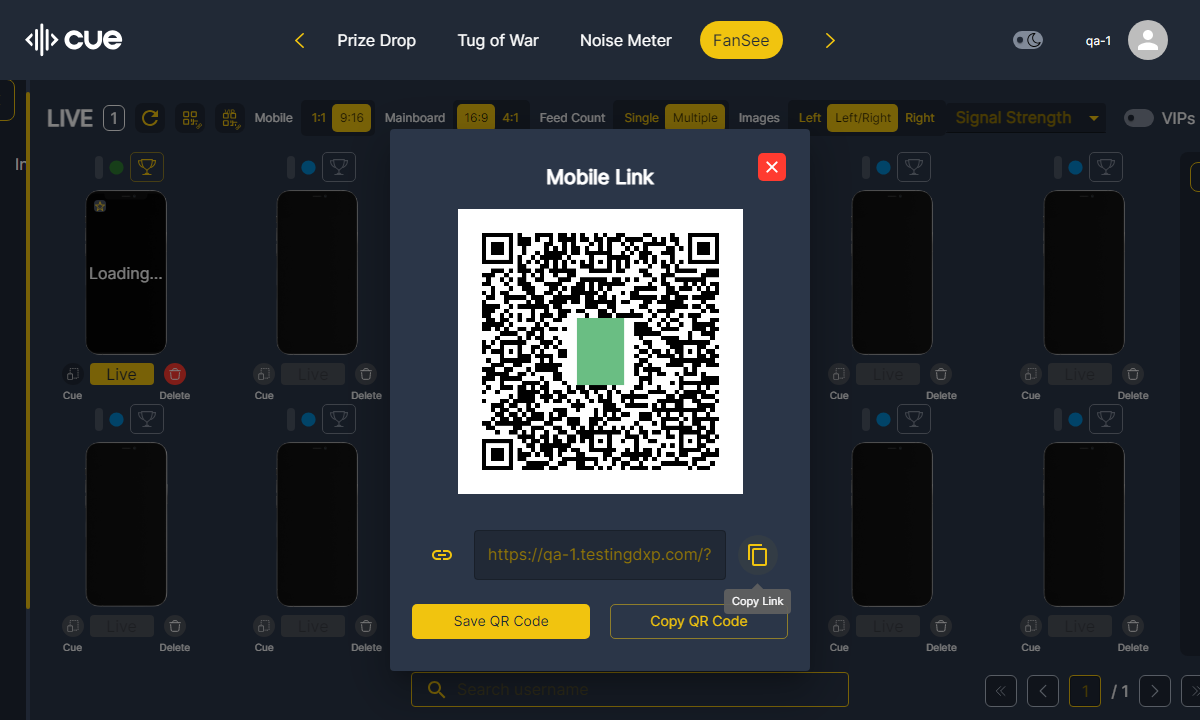 cue
Prize Drop
Tug of War
Noise Meter
FanSee
qa-1
LIVE 1
Mobile 1:1 9:16 Mainboard 16:9 4:1 Feed Count Single Multiple Images Left Left/Right Right Signal Strength VIPs
In
Loading...
Live Live Live Live
Cue Delete Cue Delete Cue Delete Cue Delete
Live Live Live Live
Cue Delete Cue Delete Cue Delete Cue Delete
Mobile Link
https://qa-1.testingdxp.com/?
Copy Link
Save QR Code
Copy QR Code
Search username
1 / 1